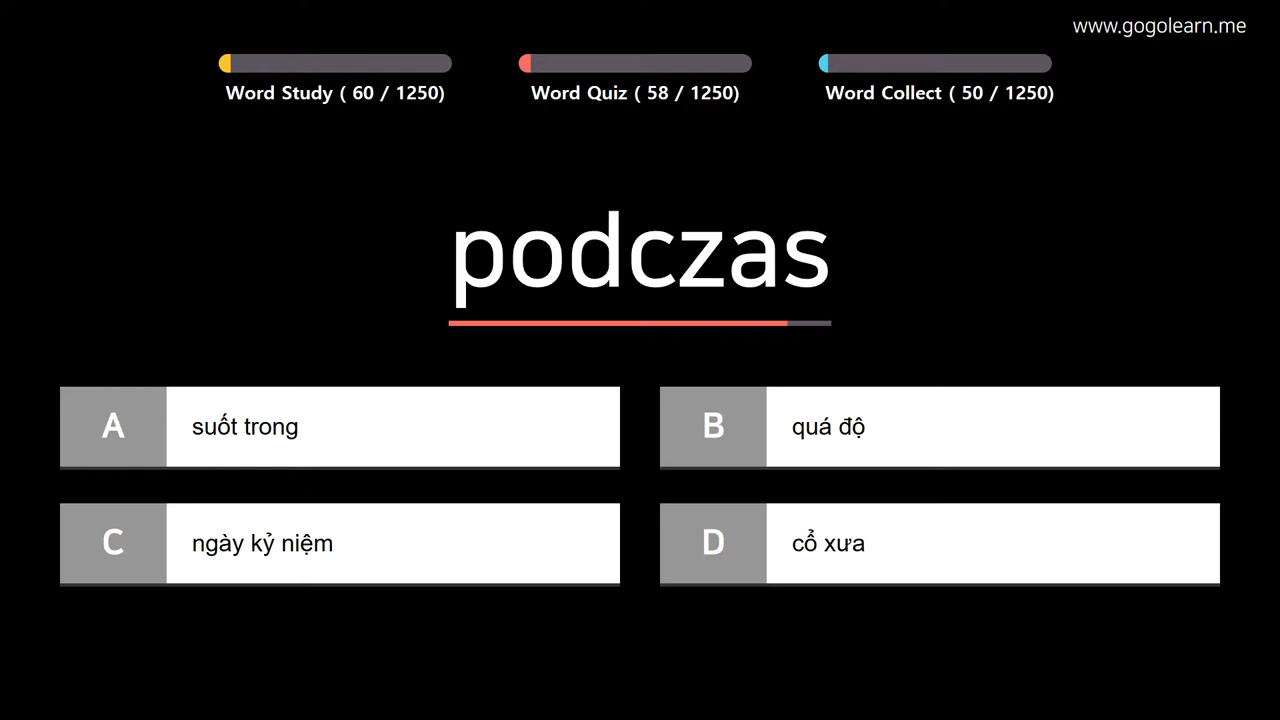 www.gogolearn.me
Word Study ( 60 / 1250)
Word Quiz ( 58 / 1250)
Word Collect ( 50 / 1250)
podczas
A suốt trong
B quá độ
C ngày kỷ niệm
D cổ xưa